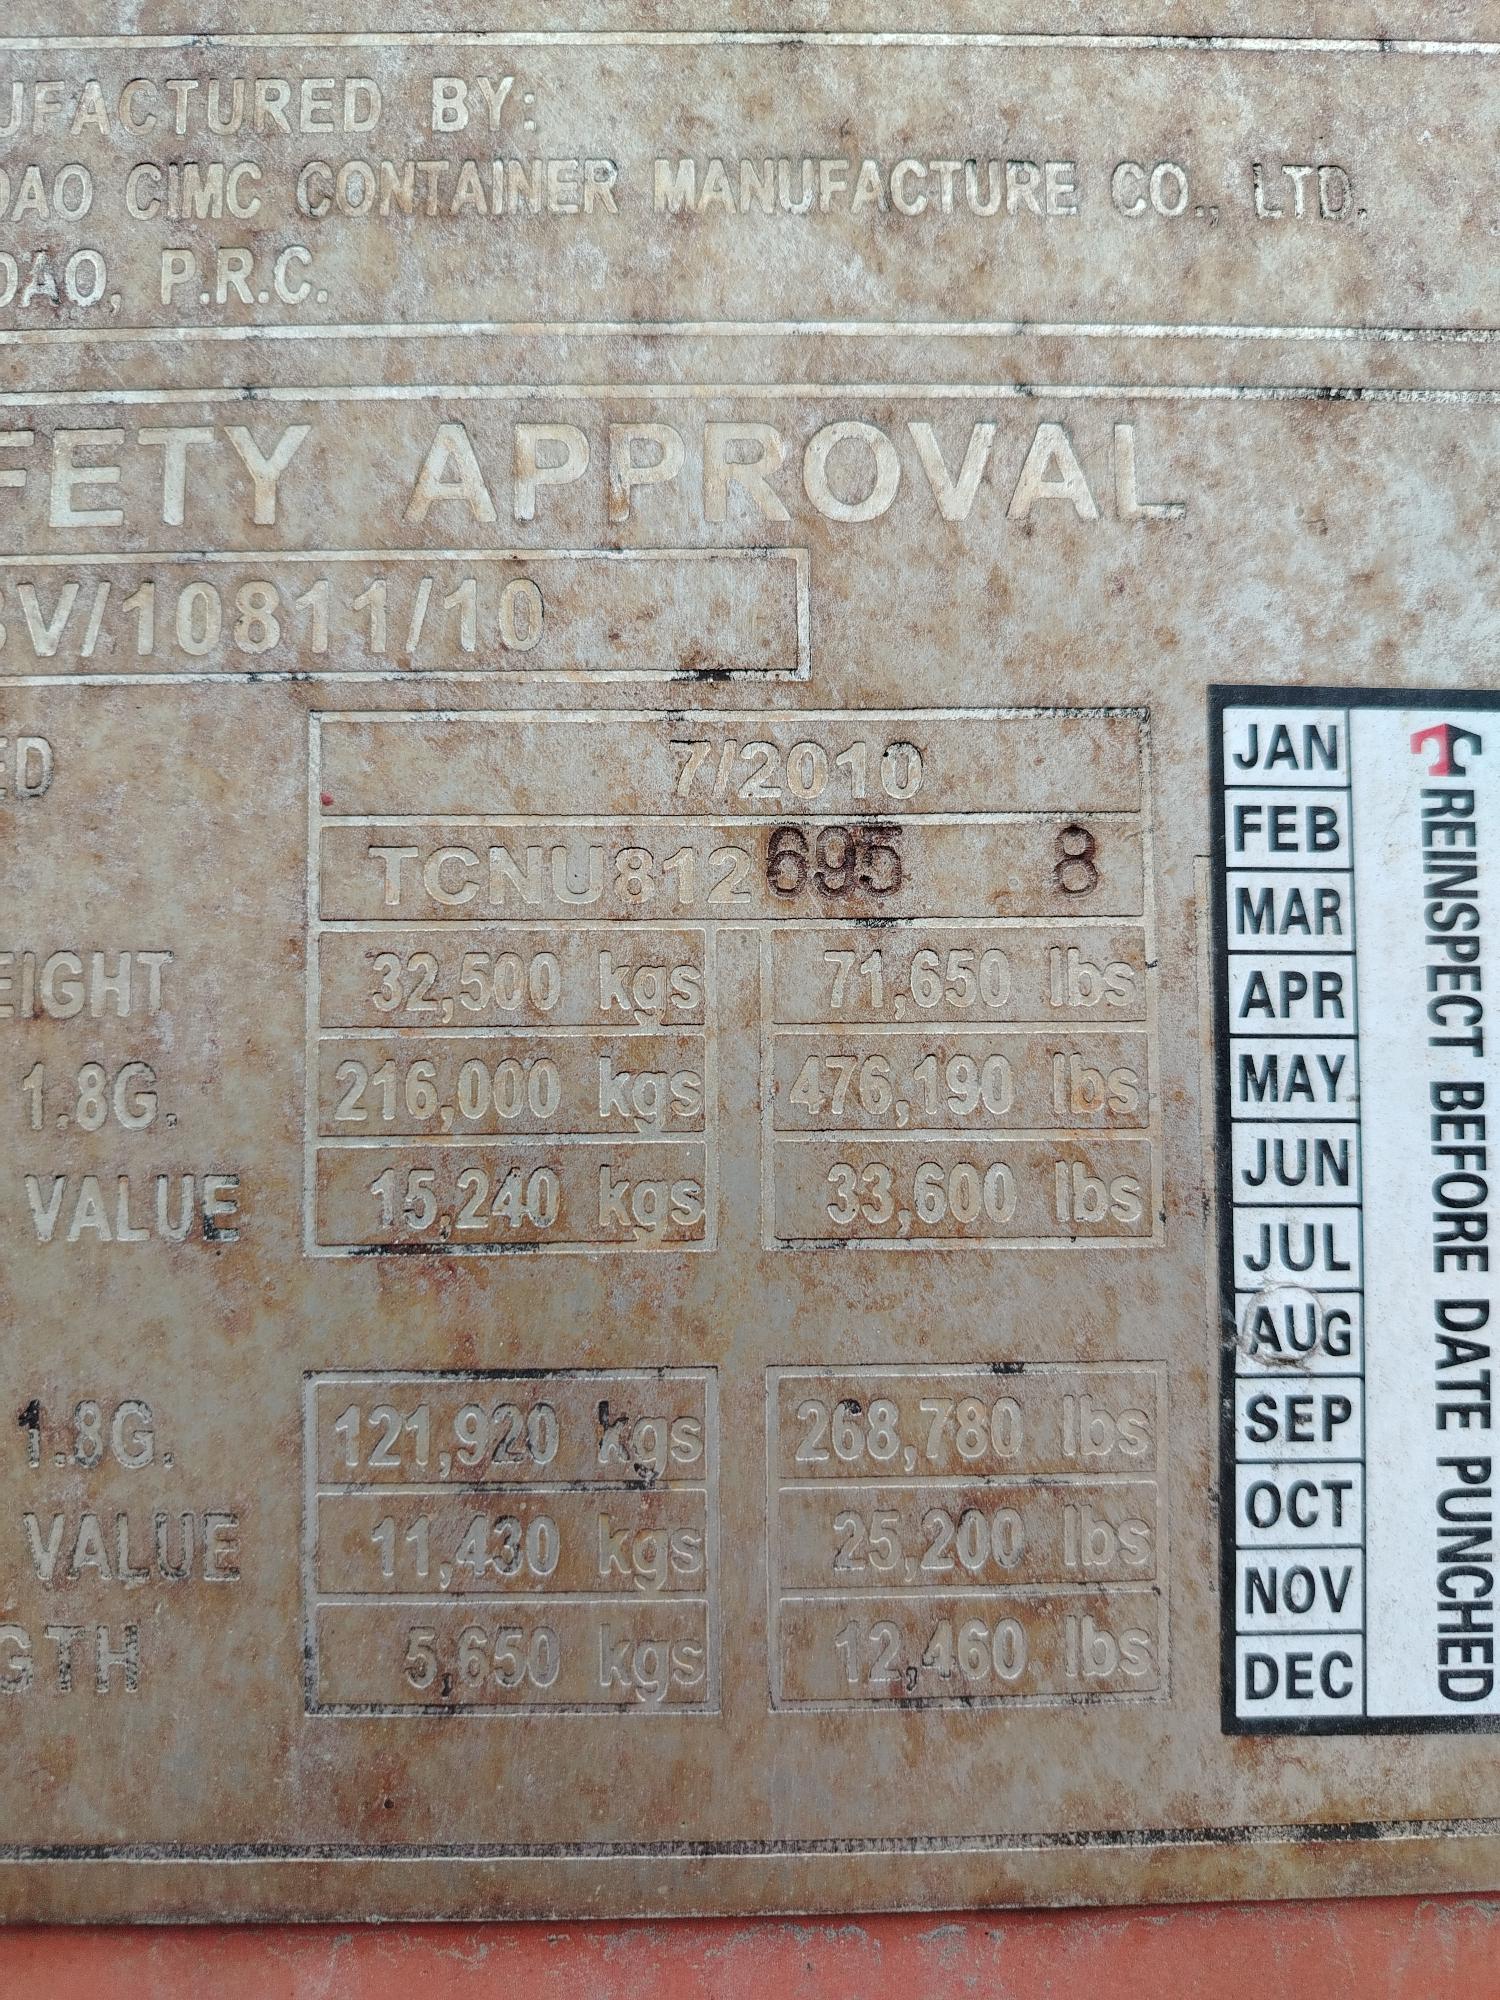 UFACTURED BY:
DAO CIMC CONTAINER MANUFACTURE CO., LTD.
DAO, P.R.C.
FETY APPROVAL
BV/10811/10
ED 7/2010
TCNU812695 8
EIGHT 32,500 kgs 71,650 lbs
1.8G. 216,000 kgs 476,190 lbs
VALUE 15,240 kgs 33,600 lbs
1.8G. 121,920 kgs 268,780 lbs
VALUE 11,430 kgs 25,200 lbs
GTH 5,650 kgs 12,460 lbs
JAN
FEB
MAR
APR
MAY
JUN
JUL
AUG
SEP
OCT
NOV
DEC
REINSPECT BEFORE DATE PUNCHED